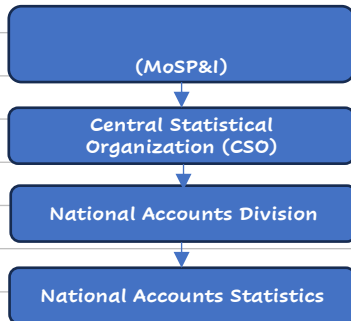 (MoSP&I)
Central Statistical
Organization (CSO)
National Accounts Division
National Accounts Statistics